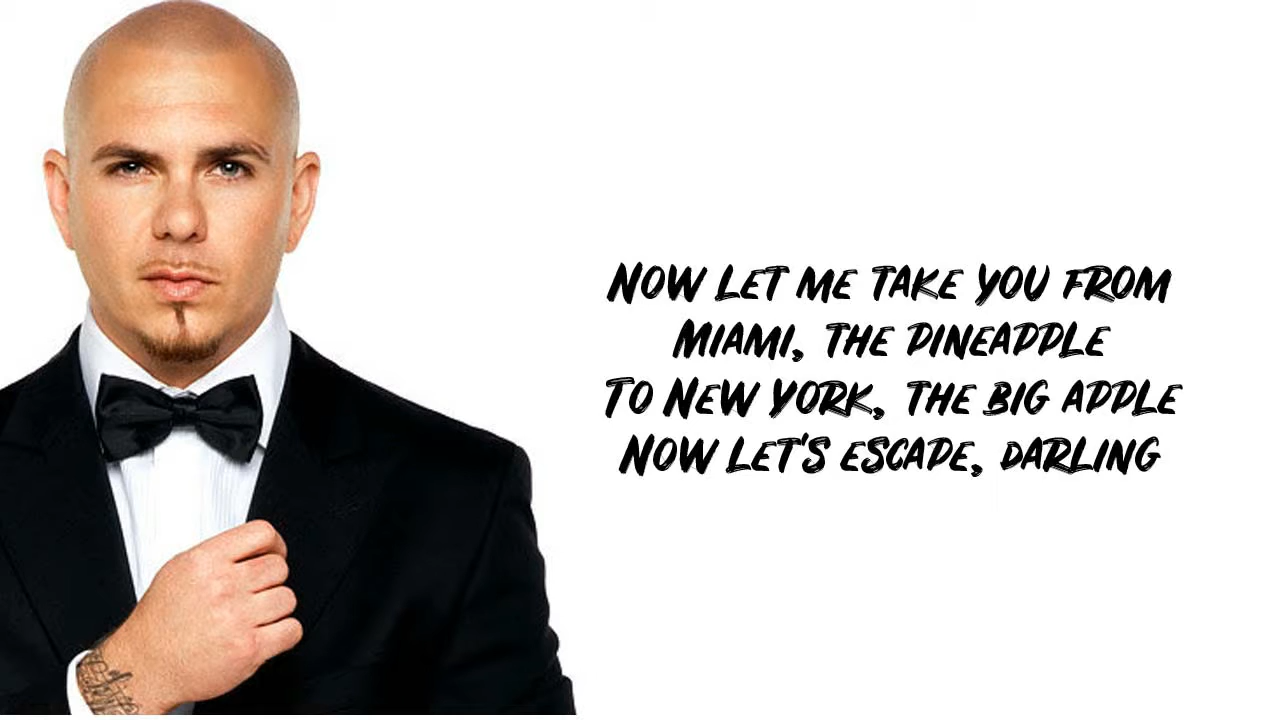 Now let me take you from
Miami, the pineapple
To New York, the big apple
Now let's escape, darling